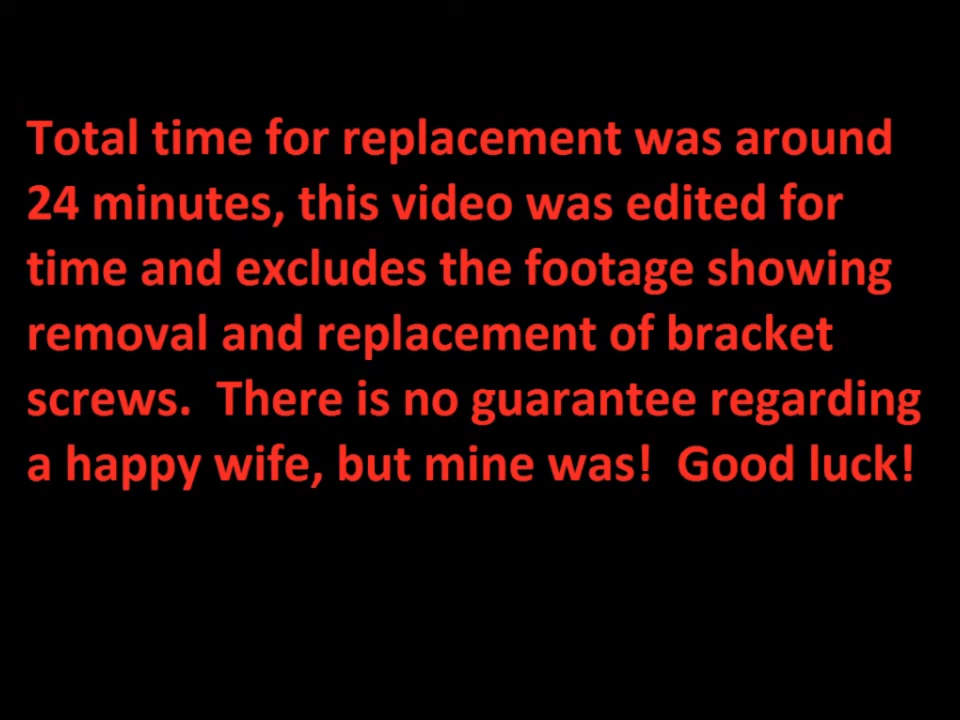 Total time for replacement was around
24 minutes, this video was edited for
time and excludes the footage showing
removal and replacement of bracket
screws.  There is no guarantee regarding
a happy wife, but mine was!  Good luck!